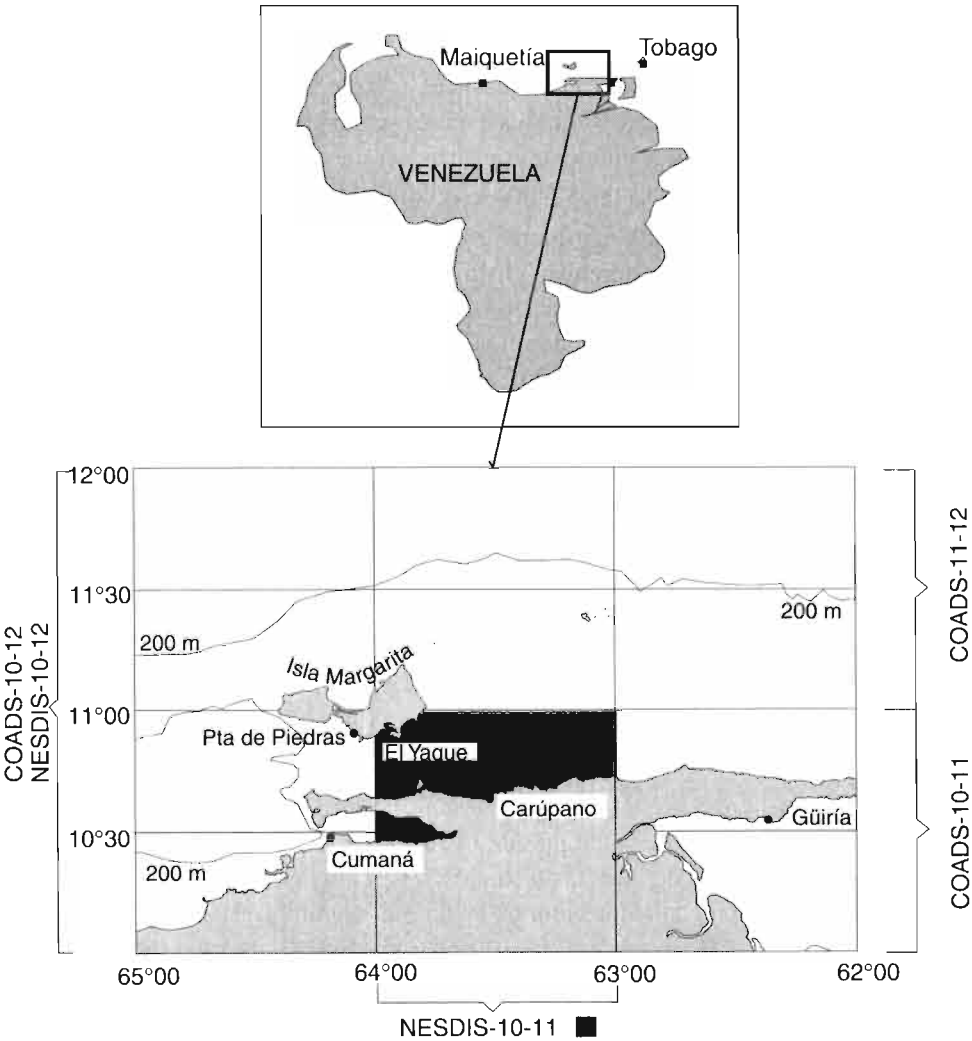 Maiquetía
Tobago
VENEZUELA
12°00
11°30
200 m
200 m
Isla Margarita
11°00
Pta de Piedras
El Yaque
Carúpano
Güiría
10°30
Cumaná
200 m
65°00
64°00
63°00
62°00
COADS-10-12
NESDIS-10-12
COADS-11-12
COADS-10-11
NESDIS-10-11